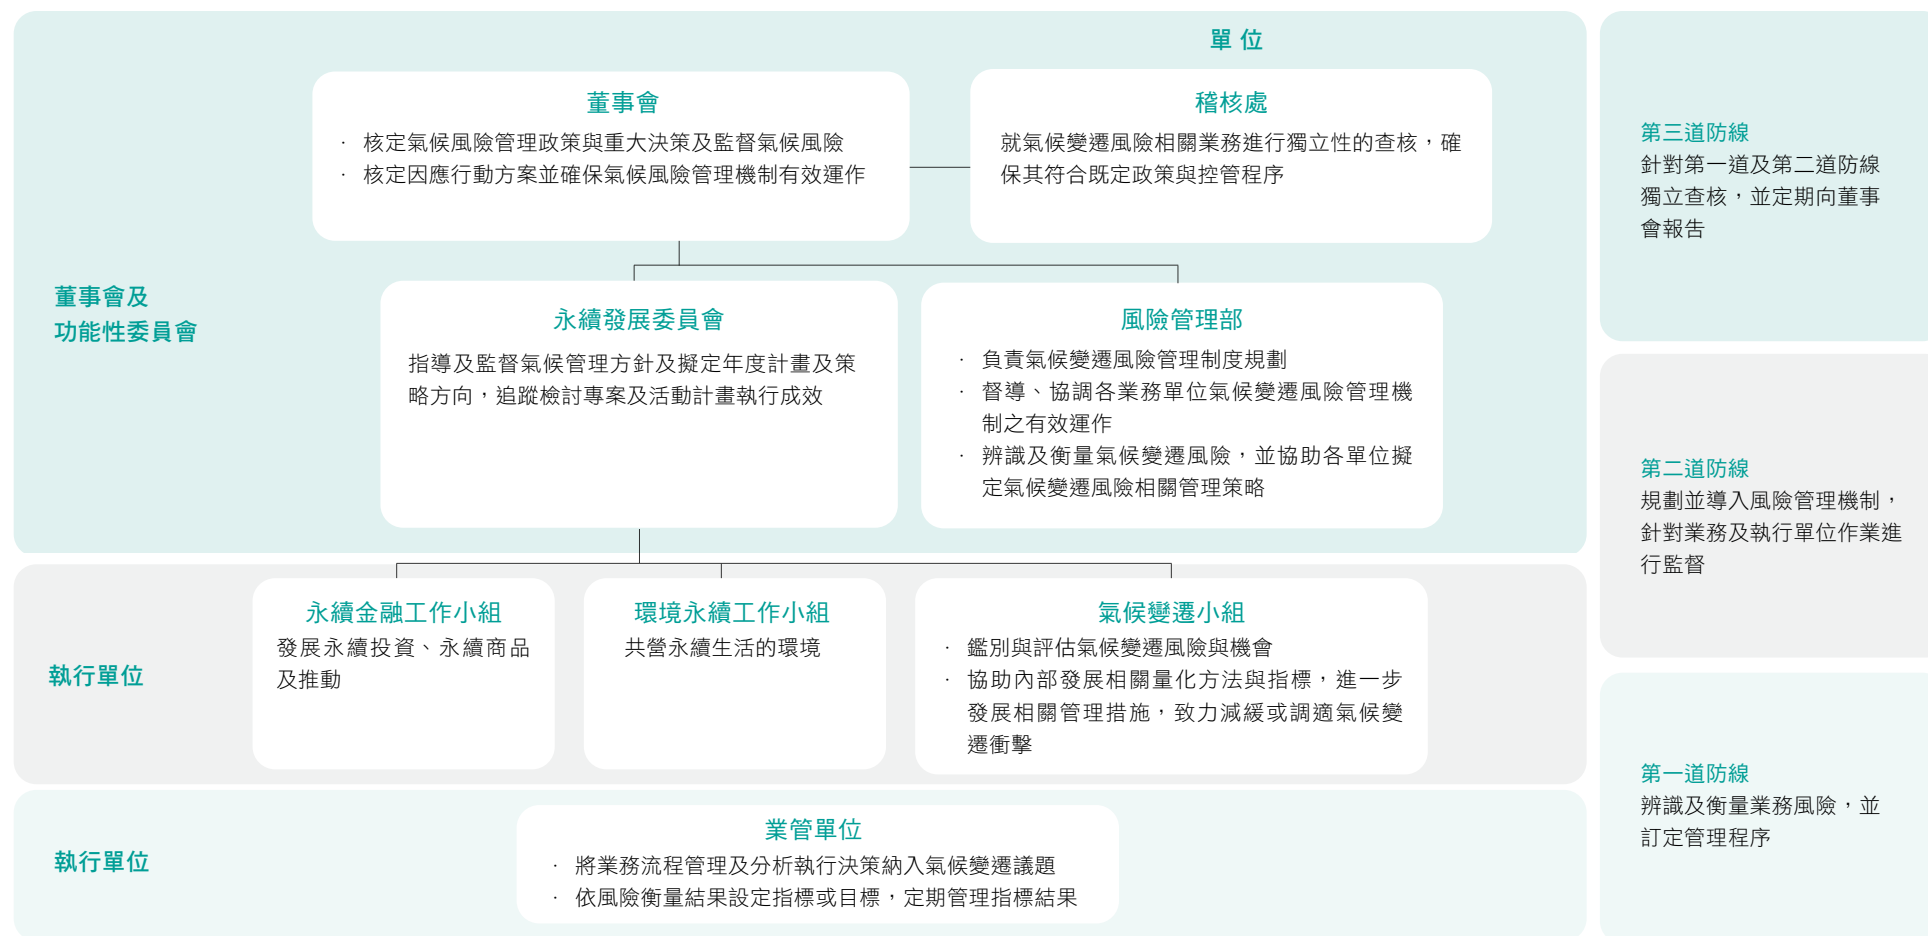 單 位
董事會及
功能性委員會
董事會
· 核定氣候風險管理政策與重大決策及監督氣候風險
· 核定因應行動方案並確保氣候風險管理機制有效運作
稽核處
就氣候變遷風險相關業務進行獨立性的查核，確
保其符合既定政策與控管程序
永續發展委員會
指導及監督氣候管理方針及擬定年度計畫及策
略方向，追蹤檢討專案及活動計畫執行成效
風險管理部
· 負責氣候變遷風險管理制度規劃
· 督導、協調各業務單位氣候變遷風險管理機
制之有效運作
· 辨識及衡量氣候變遷風險，並協助各單位擬
定氣候變遷風險相關管理策略
執行單位
永續金融工作小組
發展永續投資、永續商品
及推動
環境永續工作小組
共營永續生活的環境
氣候變遷小組
· 鑑別與評估氣候變遷風險與機會
· 協助內部發展相關量化方法與指標，進一步
發展相關管理措施，致力減緩或調適氣候變
遷衝擊
執行單位
業管單位
· 將業務流程管理及分析執行決策納入氣候變遷議題
· 依風險衡量結果設定指標或目標，定期管理指標結果
第三道防線
針對第一道及第二道防線
獨立查核，並定期向董事
會報告
第二道防線
規劃並導入風險管理機制，
針對業務及執行單位作業進
行監督
第一道防線
辨識及衡量業務風險，並
訂定管理程序